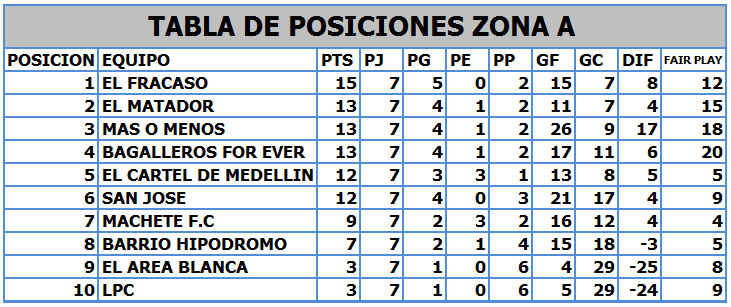 TABLA DE POSICIONES ZONA A
POSICION EQUIPO PTS PJ PG PE PP GF GC DIF FAIR PLAY
1 EL FRACASO 15 7 5 0 2 15 7 8 12
2 EL MATADOR 13 7 4 1 2 11 7 4 15
3 MAS O MENOS 13 7 4 1 2 26 9 17 18
4 BAGALLEROS FOR EVER 13 7 4 1 2 17 11 6 20
5 EL CARTEL DE MEDELLIN 12 7 3 3 1 13 8 5 5
6 SAN JOSE 12 7 4 0 3 21 17 4 9
7 MACHETE F.C 9 7 2 3 2 16 12 4 4
8 BARRIO HIPODROMO 7 7 2 1 4 15 18 -3 5
9 EL AREA BLANCA 3 7 1 0 6 4 29 -25 8
10 LPC 3 7 1 0 6 5 29 -24 9